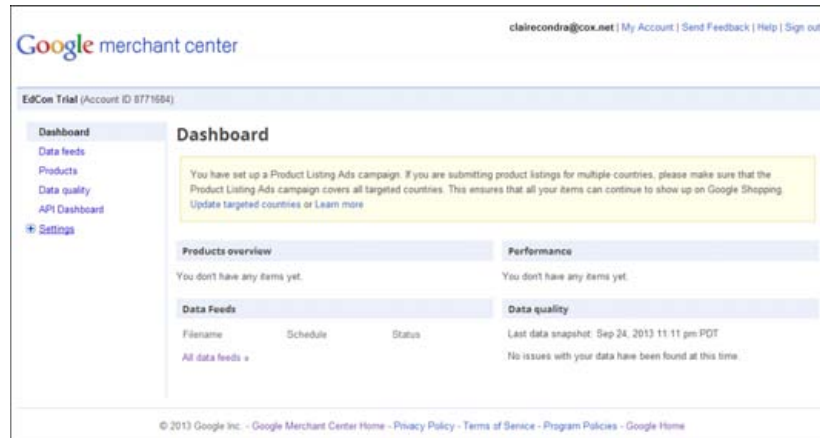 clairecondra@cox.net | My Account | Send Feedback | Help | Sign out
Google merchant center
EdCon Trial (Account ID 8771684)
Dashboard
Data feeds
Products
Data quality
API Dashboard
Settings
Dashboard
You have set up a Product Listing Ads campaign. If you are submitting product listings for multiple countries, please make sure that the
Product Listing Ads campaign covers all targeted countries. This ensures that all your items can continue to show up on Google Shopping.
Update targeted countries or Learn more
Products overview
You don't have any items yet.
Performance
You don't have any items yet.
Data Feeds
Filename Schedule Status
All data feeds »
Data quality
Last data snapshot: Sep 24, 2013 11:11 pm PDT
No issues with your data have been found at this time.
© 2013 Google Inc. - Google Merchant Center Home - Privacy Policy - Terms of Service - Program Policies - Google Home